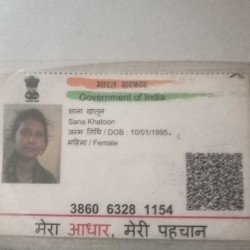 भारत सरकार
Government of India
साना खातून
Sana Khatoon
जन्म तिथि / DOB : 10/01/1995
महिला / Female
3860 6328 1154
मेरा आधार, मेरी पहचान